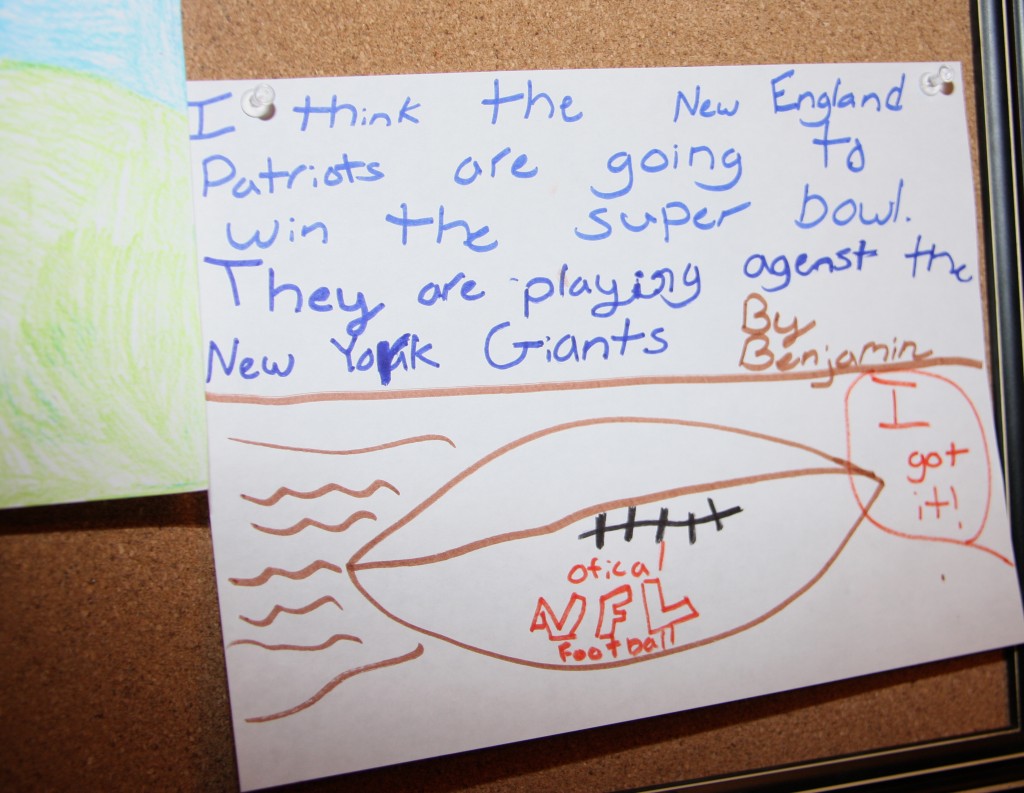 I think the New England
Patriots are going to
win the super bowl.
They are playing agenst the
New York Giants
By
Benjamin
I
got
it!
Ofical
NFL
Football